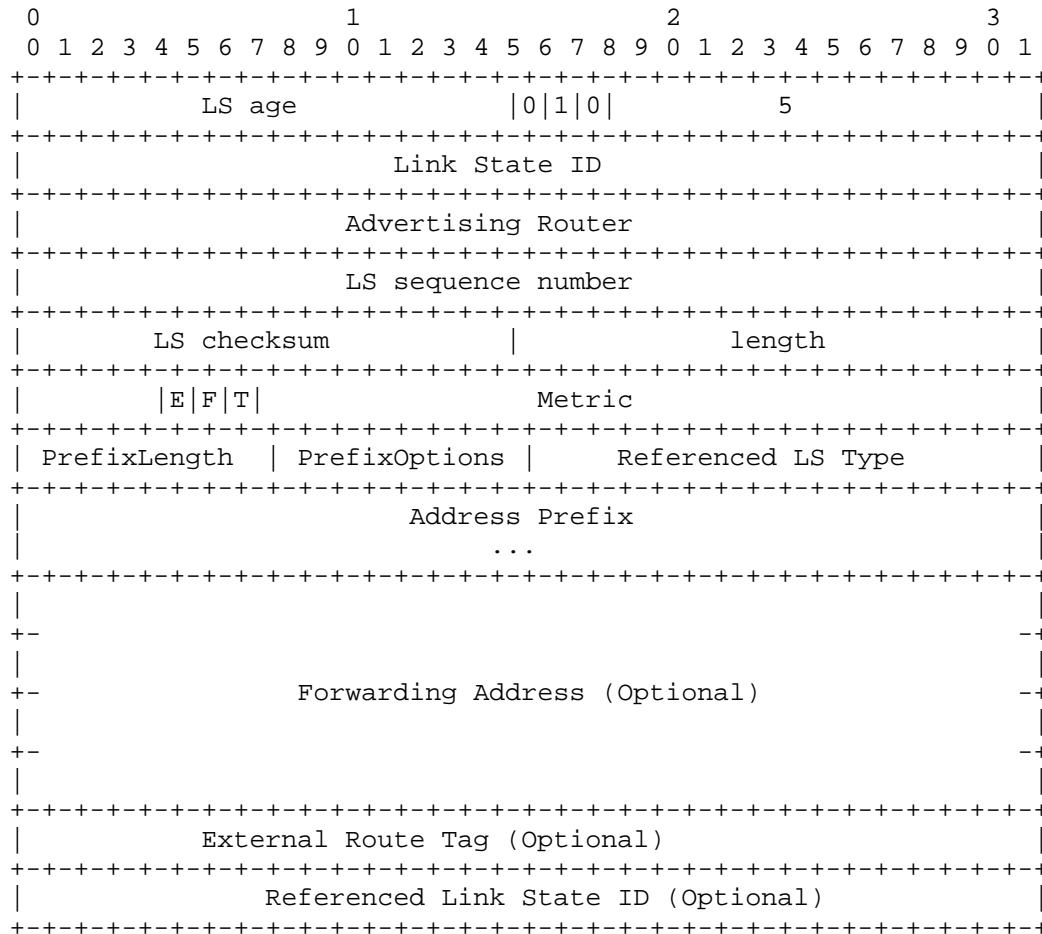 0                   1                   2                   3
 0 1 2 3 4 5 6 7 8 9 0 1 2 3 4 5 6 7 8 9 0 1 2 3 4 5 6 7 8 9 0 1
+-+-+-+-+-+-+-+-+-+-+-+-+-+-+-+-+-+-+-+-+-+-+-+-+-+-+-+-+-+-+-+-+
|           LS age             |0|1|0|          5               |
+-+-+-+-+-+-+-+-+-+-+-+-+-+-+-+-+-+-+-+-+-+-+-+-+-+-+-+-+-+-+-+-+
|                       Link State ID                           |
+-+-+-+-+-+-+-+-+-+-+-+-+-+-+-+-+-+-+-+-+-+-+-+-+-+-+-+-+-+-+-+-+
|                    Advertising Router                         |
+-+-+-+-+-+-+-+-+-+-+-+-+-+-+-+-+-+-+-+-+-+-+-+-+-+-+-+-+-+-+-+-+
|                    LS sequence number                         |
+-+-+-+-+-+-+-+-+-+-+-+-+-+-+-+-+-+-+-+-+-+-+-+-+-+-+-+-+-+-+-+-+
|        LS checksum           |             length             |
+-+-+-+-+-+-+-+-+-+-+-+-+-+-+-+-+-+-+-+-+-+-+-+-+-+-+-+-+-+-+-+-+
|        |E|F|T|                 Metric                         |
+-+-+-+-+-+-+-+-+-+-+-+-+-+-+-+-+-+-+-+-+-+-+-+-+-+-+-+-+-+-+-+-+
| PrefixLength  | PrefixOptions |     Referenced LS Type        |
+-+-+-+-+-+-+-+-+-+-+-+-+-+-+-+-+-+-+-+-+-+-+-+-+-+-+-+-+-+-+-+-+
|                        Address Prefix                         |
|                             ...                               |
+-+-+-+-+-+-+-+-+-+-+-+-+-+-+-+-+-+-+-+-+-+-+-+-+-+-+-+-+-+-+-+-+
|                                                               |
+-                                                             -+
|                                                               |
+-                Forwarding Address (Optional)                -+
|                                                               |
+-                                                             -+
|                                                               |
+-+-+-+-+-+-+-+-+-+-+-+-+-+-+-+-+-+-+-+-+-+-+-+-+-+-+-+-+-+-+-+-+
|           External Route Tag (Optional)                       |
+-+-+-+-+-+-+-+-+-+-+-+-+-+-+-+-+-+-+-+-+-+-+-+-+-+-+-+-+-+-+-+-+
|               Referenced Link State ID (Optional)             |
+-+-+-+-+-+-+-+-+-+-+-+-+-+-+-+-+-+-+-+-+-+-+-+-+-+-+-+-+-+-+-+-+